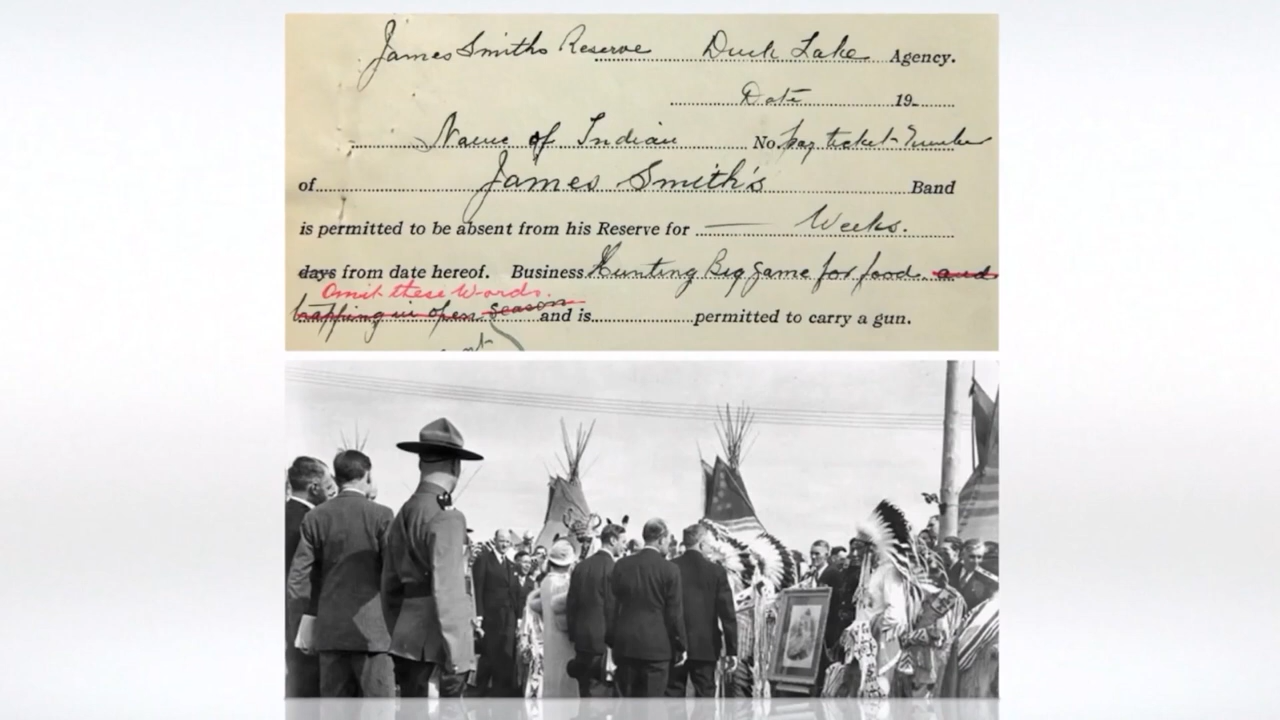 James Smiths Reserve Duck Lake Agency.
Date 19
Name of Indian No. pay ticket Number
of James Smith's Band
is permitted to be absent from his Reserve for — Weeks.
days from date hereof. Business Hunting Big game for food. and
Omit these Words.
trapping in open season and is permitted to carry a gun.